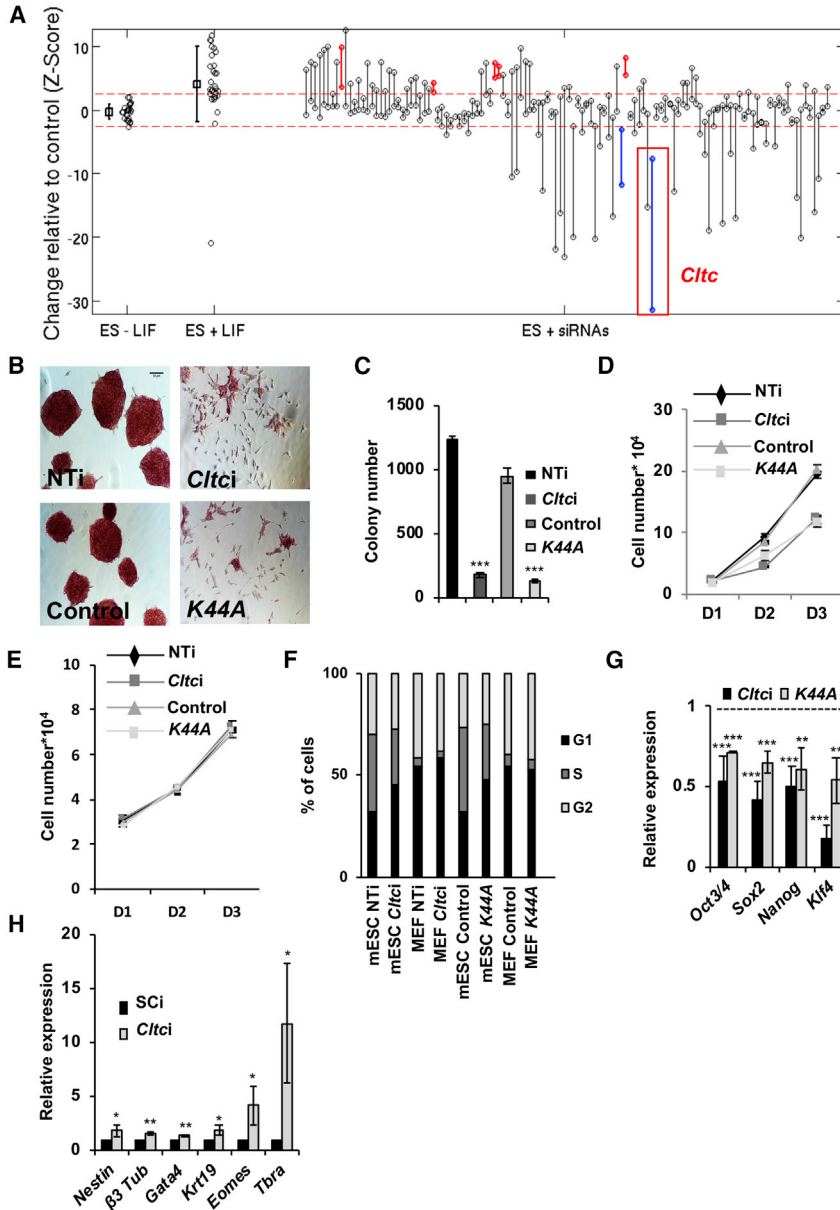 A
Change relative to control (Z-Score)
10
0
-10
-20
-30
ES - LIF
ES + LIF
ES + siRNAs
Cltc
B
NTi
Cltci
Control
K44A
C
Colony number
1500
1000
500
0
***
***
NTi
Cltci
Control
K44A
D
NTi
Cltci
Control
K44A
Cell number* 10⁴
30
20
10
0
D1
D2
D3
E
NTi
Cltci
Control
K44A
Cell number*10⁴
10
8
6
4
2
0
D1
D2
D3
F
% of cells
100
50
0
G1
S
G2
mESC NTi
mESC Cltci
MEF NTi
MEF Cltci
mESC Control
mESC K44A
MEF Control
MEF K44A
G
Cltci
K44A
Relative expression
1
0.5
0
***
***
***
***
***
**
***
**
Oct3/4
Sox2
Nanog
Klf4
H
Relative expression
20
15
10
5
0
SCi
Cltci
*
**
**
*
*
*
Nestin
β3 Tub
Gata4
Krt19
Eomes
Tbra